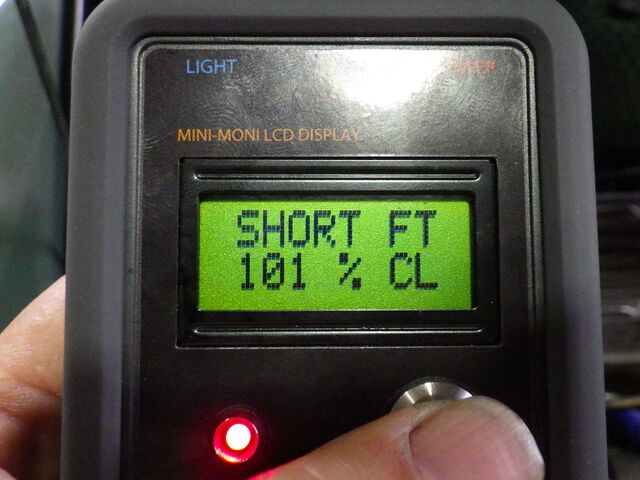 LIGHT
MINI-MONI LCD DISPLAY
SHORT FT
101 % CL